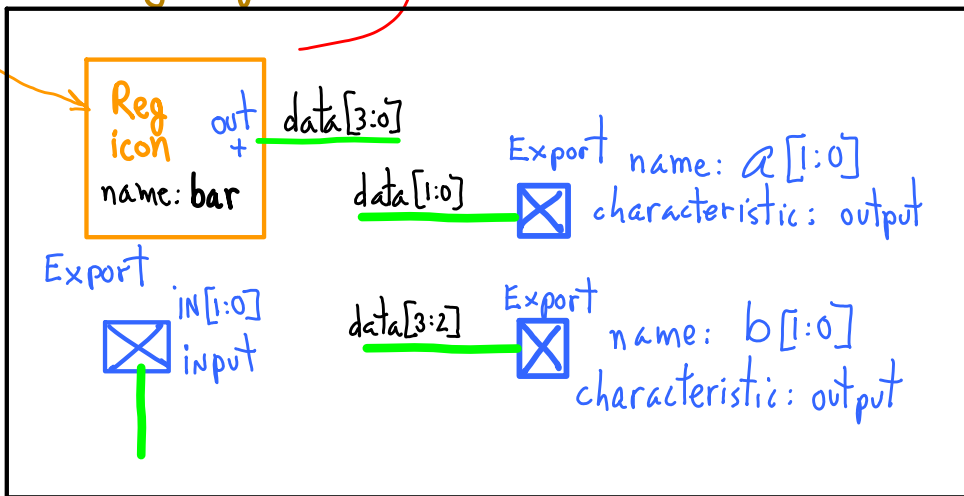 Reg
icon
out
+
name: bar
data[3:0]
data[1:0]
Export
name: a[1:0]
characteristic: output
Export
IN[1:0]
input
data[3:2]
Export
name: b[1:0]
characteristic: output